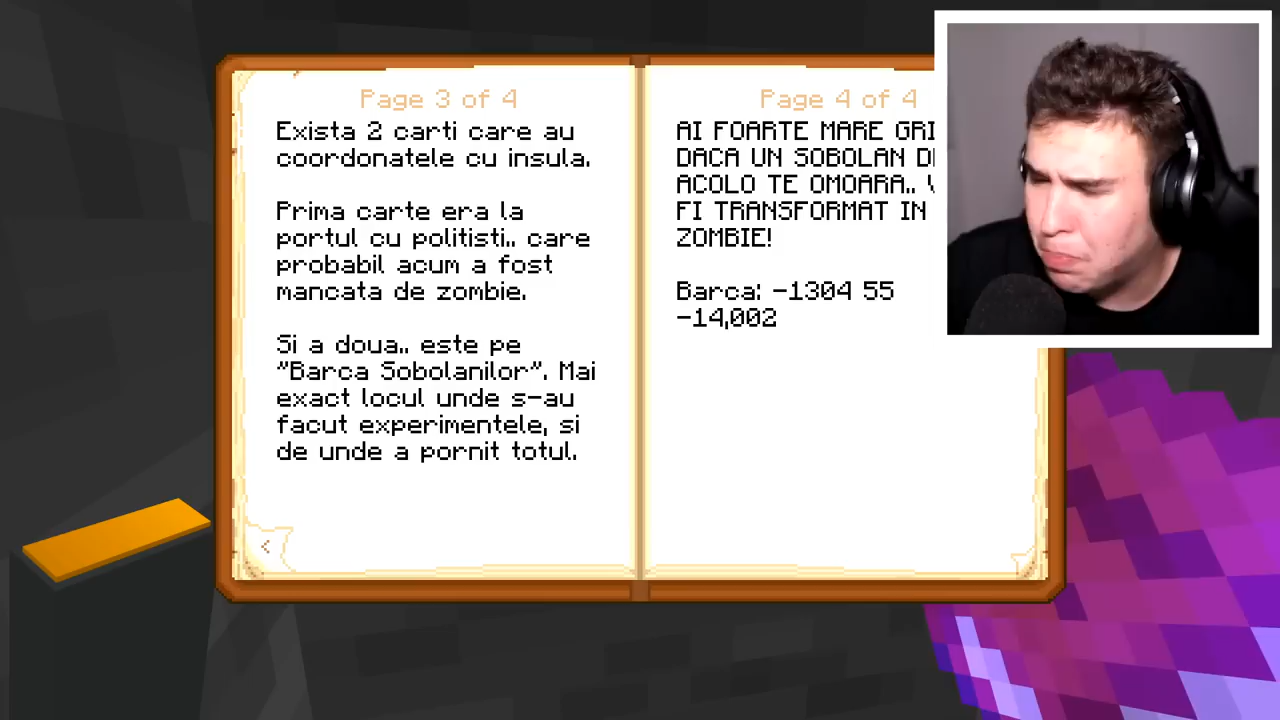 Page 3 of 4
Exista 2 carti care au
coordonatele cu insula.
Prima carte era la
portul cu politisti.. care
probabil acum a fost
mancata de zombie.
Si a doua.. este pe
"Barca Sobolanilor". Mai
exact locul unde s-au
facut experimentele, si
de unde a pornit totul.
<
Page 4 of 4
AI FOARTE MARE
DACA UN SOBOLAN
ACOLO TE OMOARA..
FI TRANSFORMAT IN
ZOMBIE!
Barca: -1304 55
-14,002